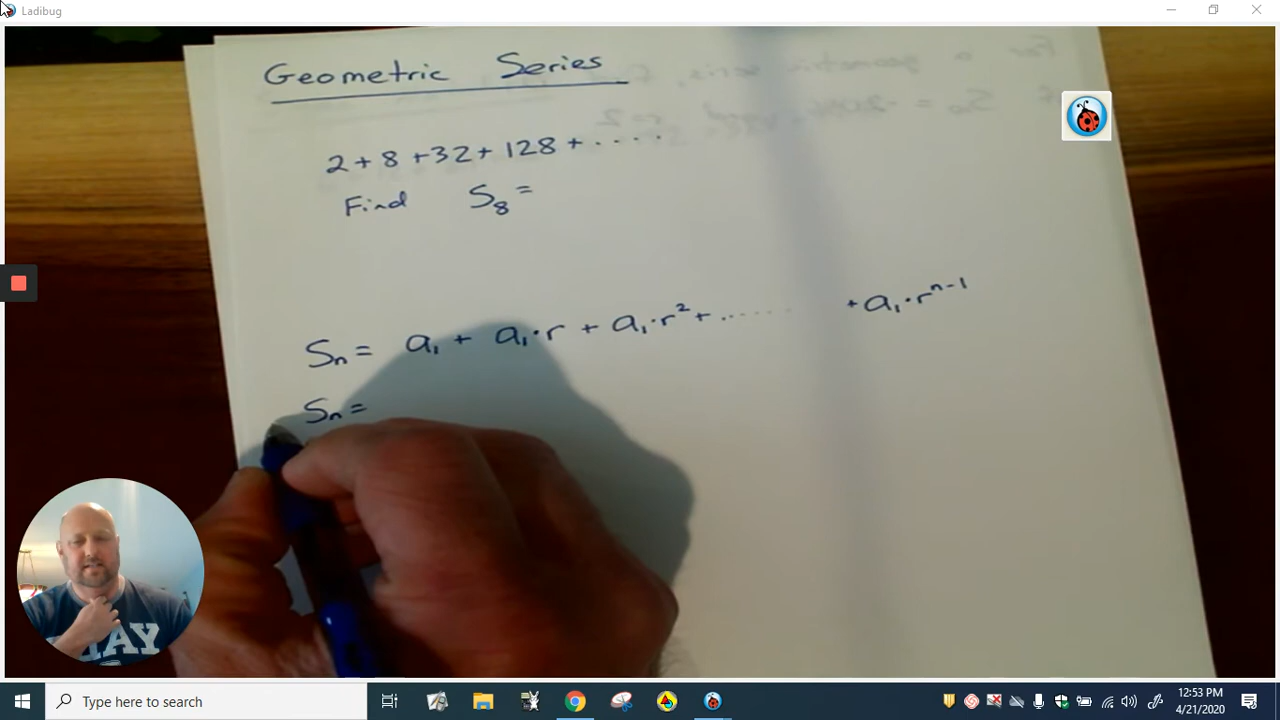 Ladibug
Geometric Series
2 + 8 + 32 + 128 + ....
Find S₈ =
Sₙ = a₁ + a₁·r + a₁·r² + ....... + a₁·rⁿ⁻¹
Sₙ =
AY
Type here to search
12:53 PM
4/21/2020